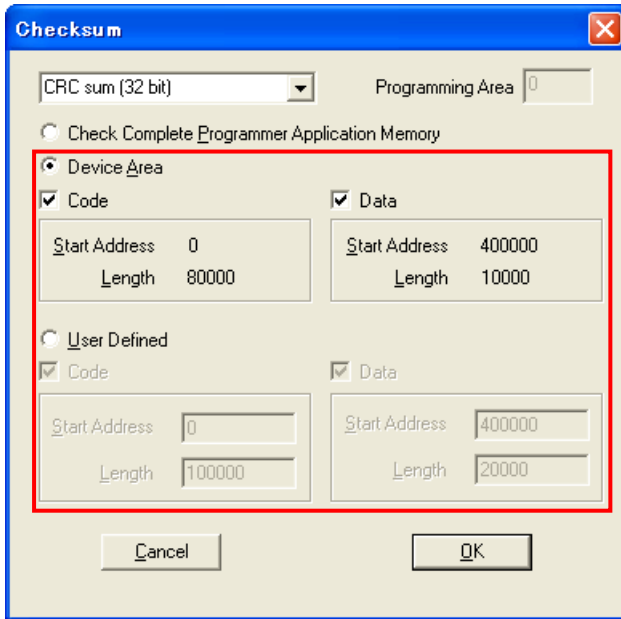 Checksum
CRC sum (32 bit) Programming Area 0
Check Complete Programmer Application Memory
Device Area
Code Data
Start Address 0 Start Address 400000
Length 80000 Length 10000
User Defined
Code Data
Start Address 0 Start Address 400000
Length 100000 Length 20000
Cancel OK